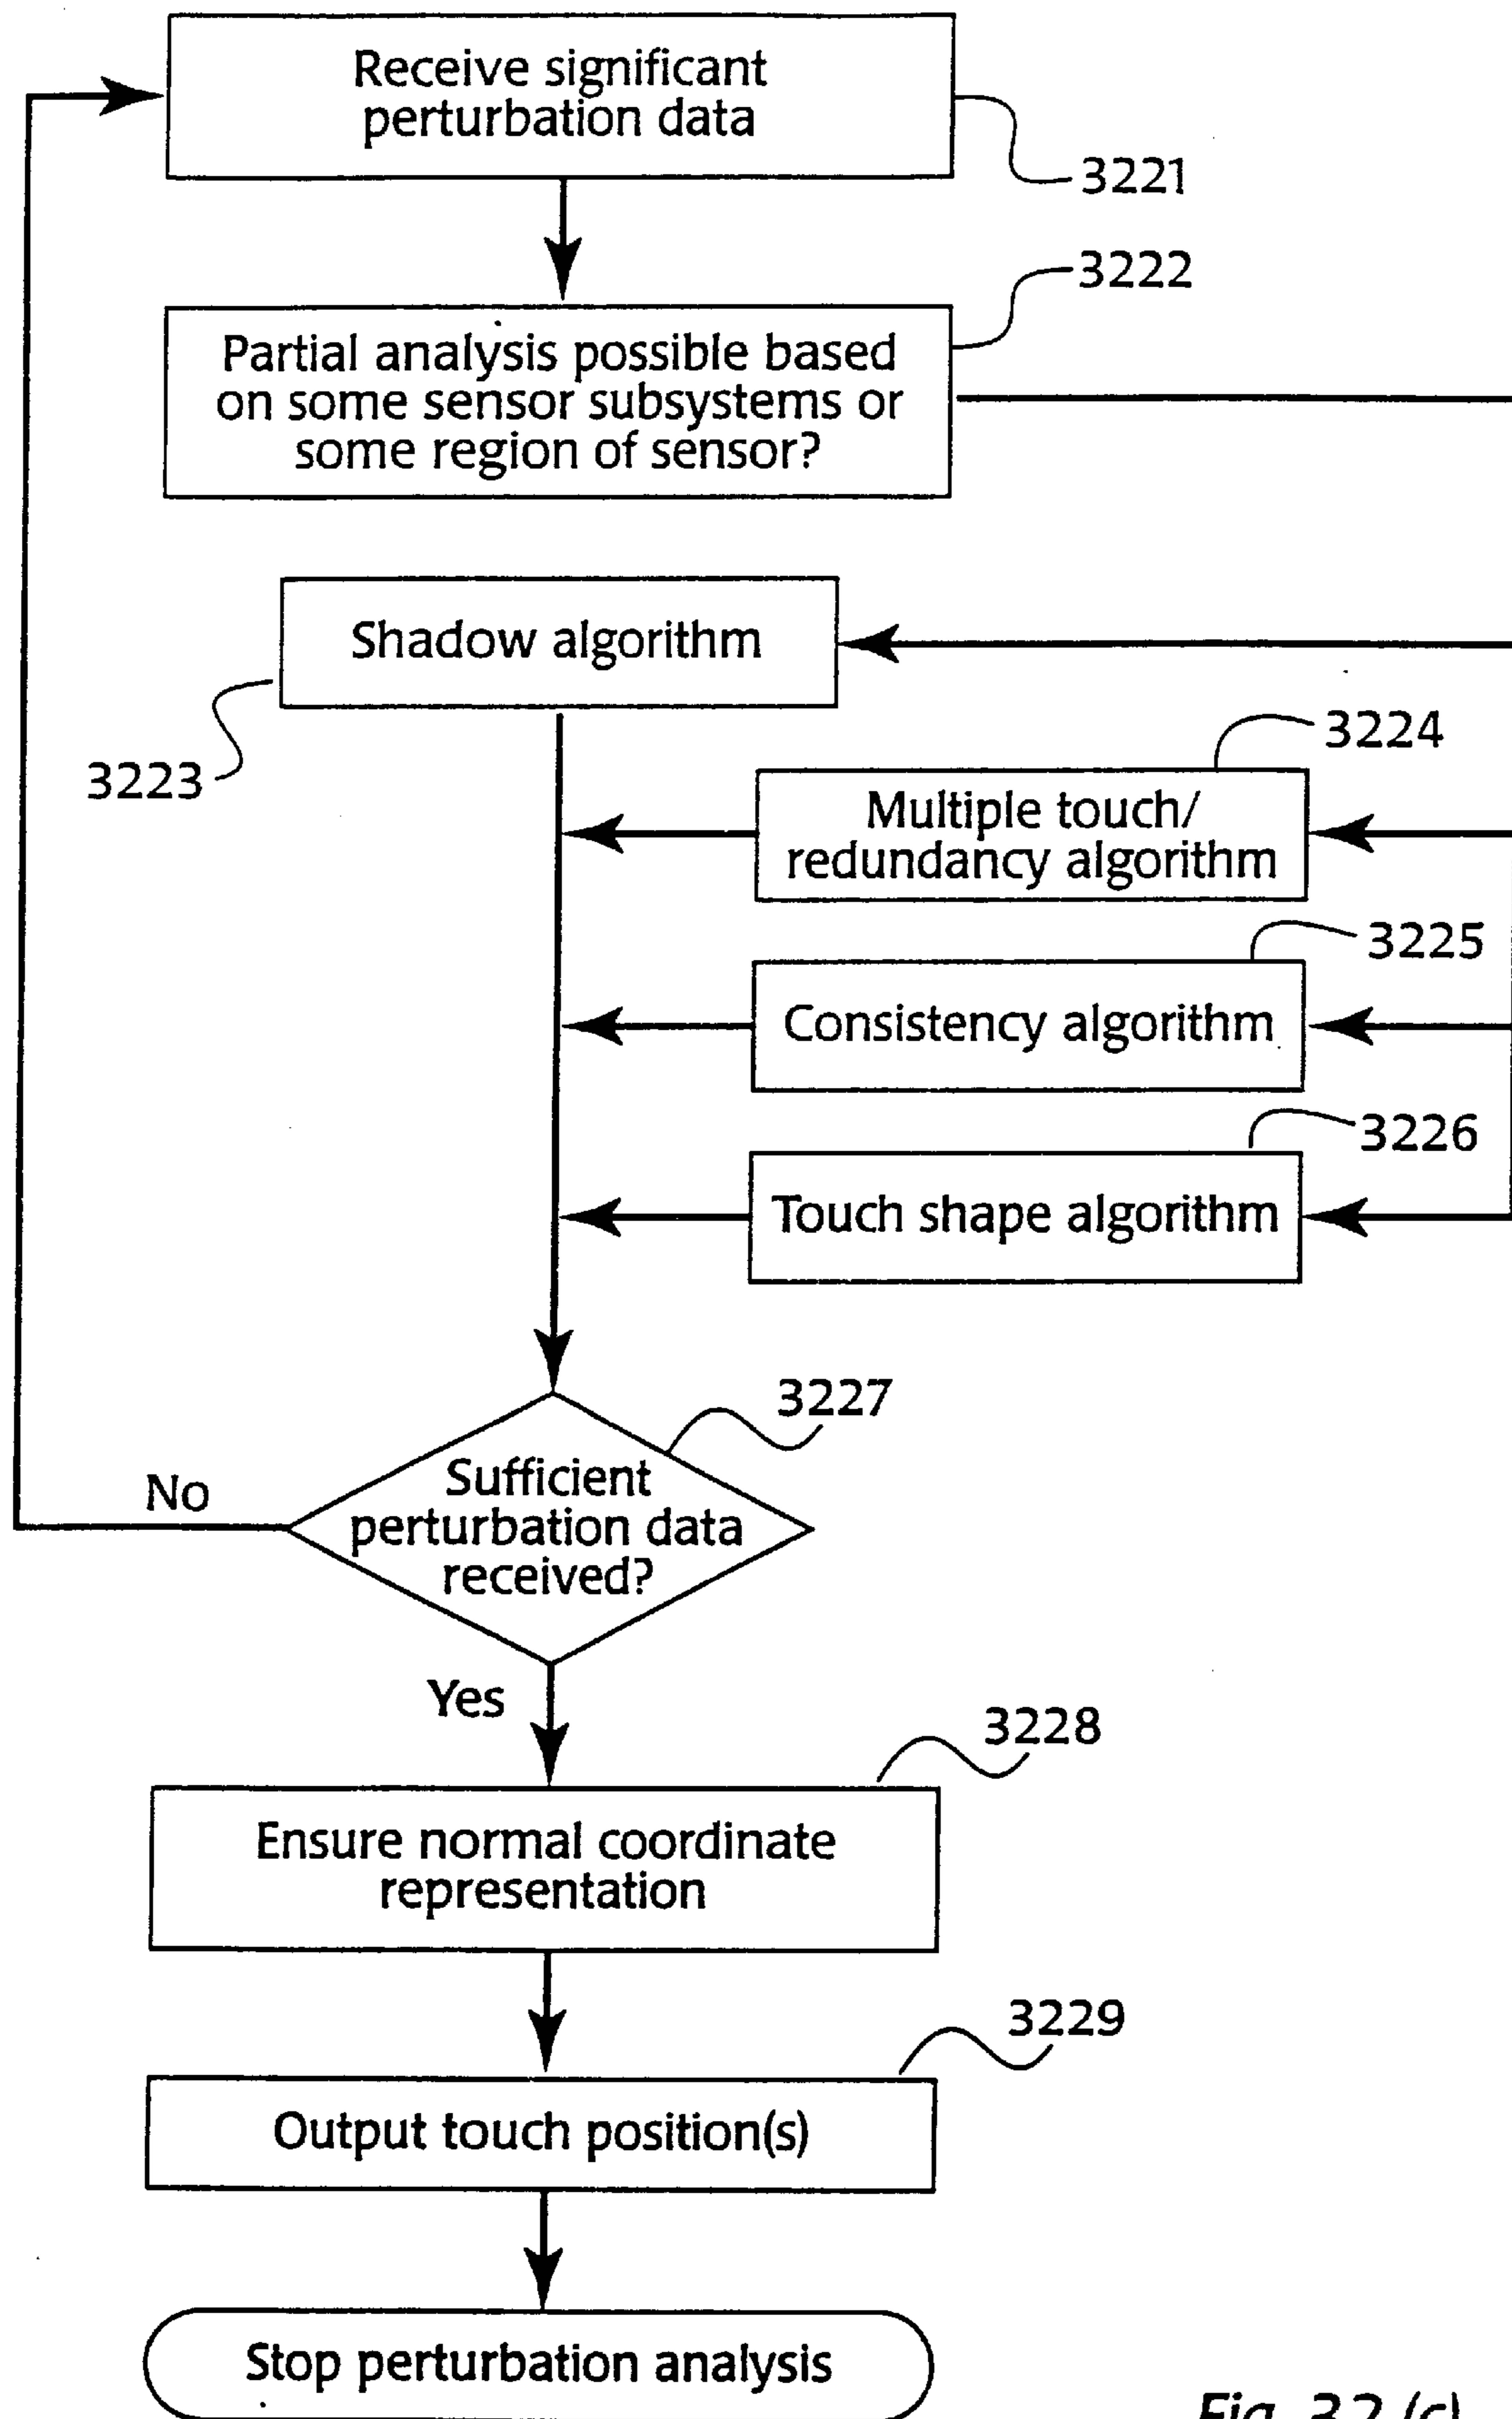 Receive significant
perturbation data
3221
3222
Partial analysis possible based
on some sensor subsystems or
some region of sensor?
Shadow algorithm
3223
3224
Multiple touch/
redundancy algorithm
3225
Consistency algorithm
3226
Touch shape algorithm
3227
Sufficient
perturbation data
received?
No
Yes
3228
Ensure normal coordinate
representation
3229
Output touch position(s)
Stop perturbation analysis
Fig. 32 (c)